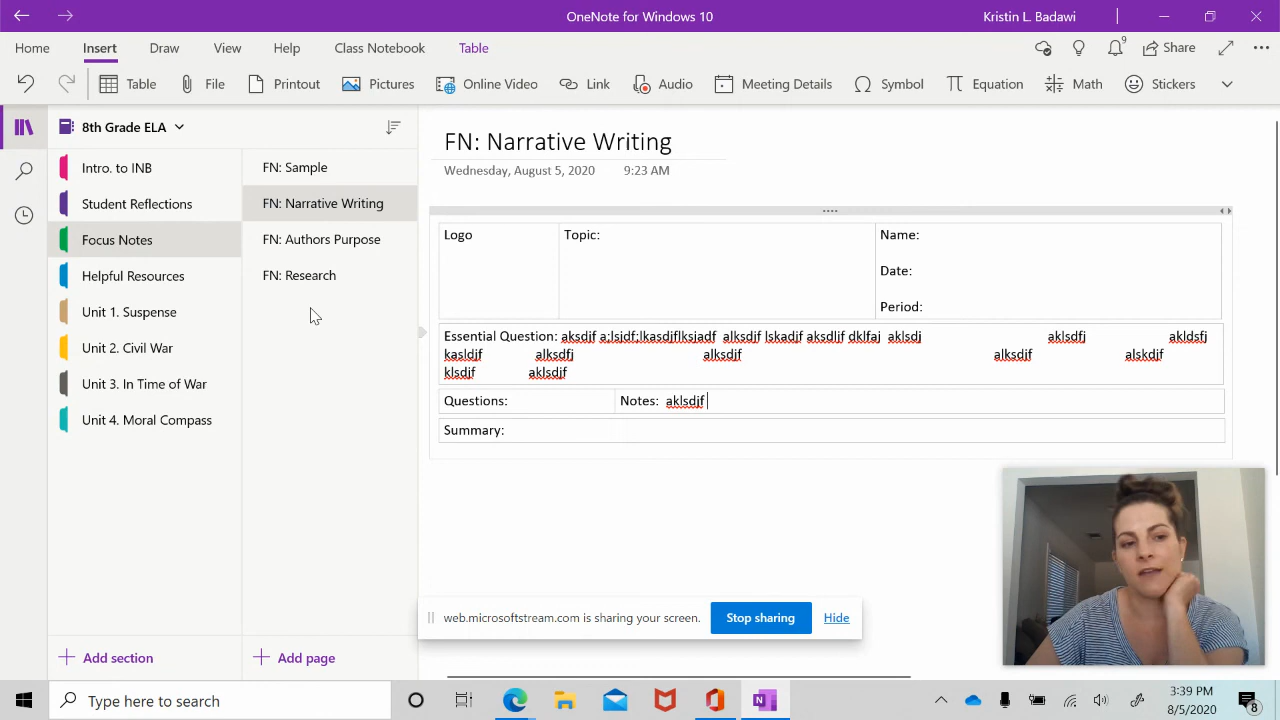 OneNote for Windows 10
Kristin L. Badawi
Home Insert Draw View Help Class Notebook Table
9
Share
Table File Printout Pictures Online Video Link Audio Meeting Details Symbol Equation Math Stickers
8th Grade ELA
Intro. to INB
Student Reflections
Focus Notes
Helpful Resources
Unit 1. Suspense
Unit 2. Civil War
Unit 3. In Time of War
Unit 4. Moral Compass
FN: Sample
FN: Narrative Writing
FN: Authors Purpose
FN: Research
FN: Narrative Writing
Wednesday, August 5, 2020 9:23 AM
Logo
Topic:
Name:
Date:
Period:
Essential Question: aksdjf a;lsjdf;lkasdjflksjadf alksdjf lskadjf aksdljf dklfaj aklsdj aklsdfj akldsfj
kasldjf alksdfj alksdjf alksdjf alskdjf
klsdjf aklsdjf
Questions:
Notes: aklsdjf
Summary:
web.microsoftstream.com is sharing your screen. Stop sharing Hide
Add section
Add page
Type here to search
3:39 PM
8/5/2020
8